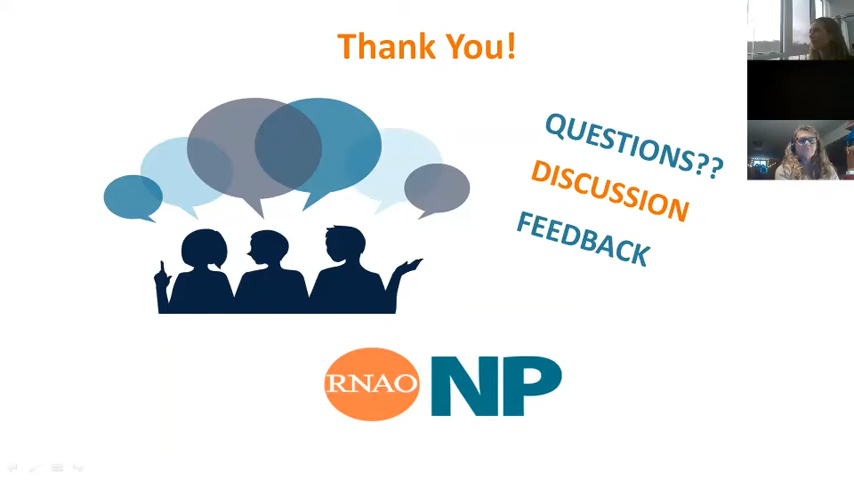 Thank You!
QUESTIONS??
DISCUSSION
FEEDBACK
RNAO NP